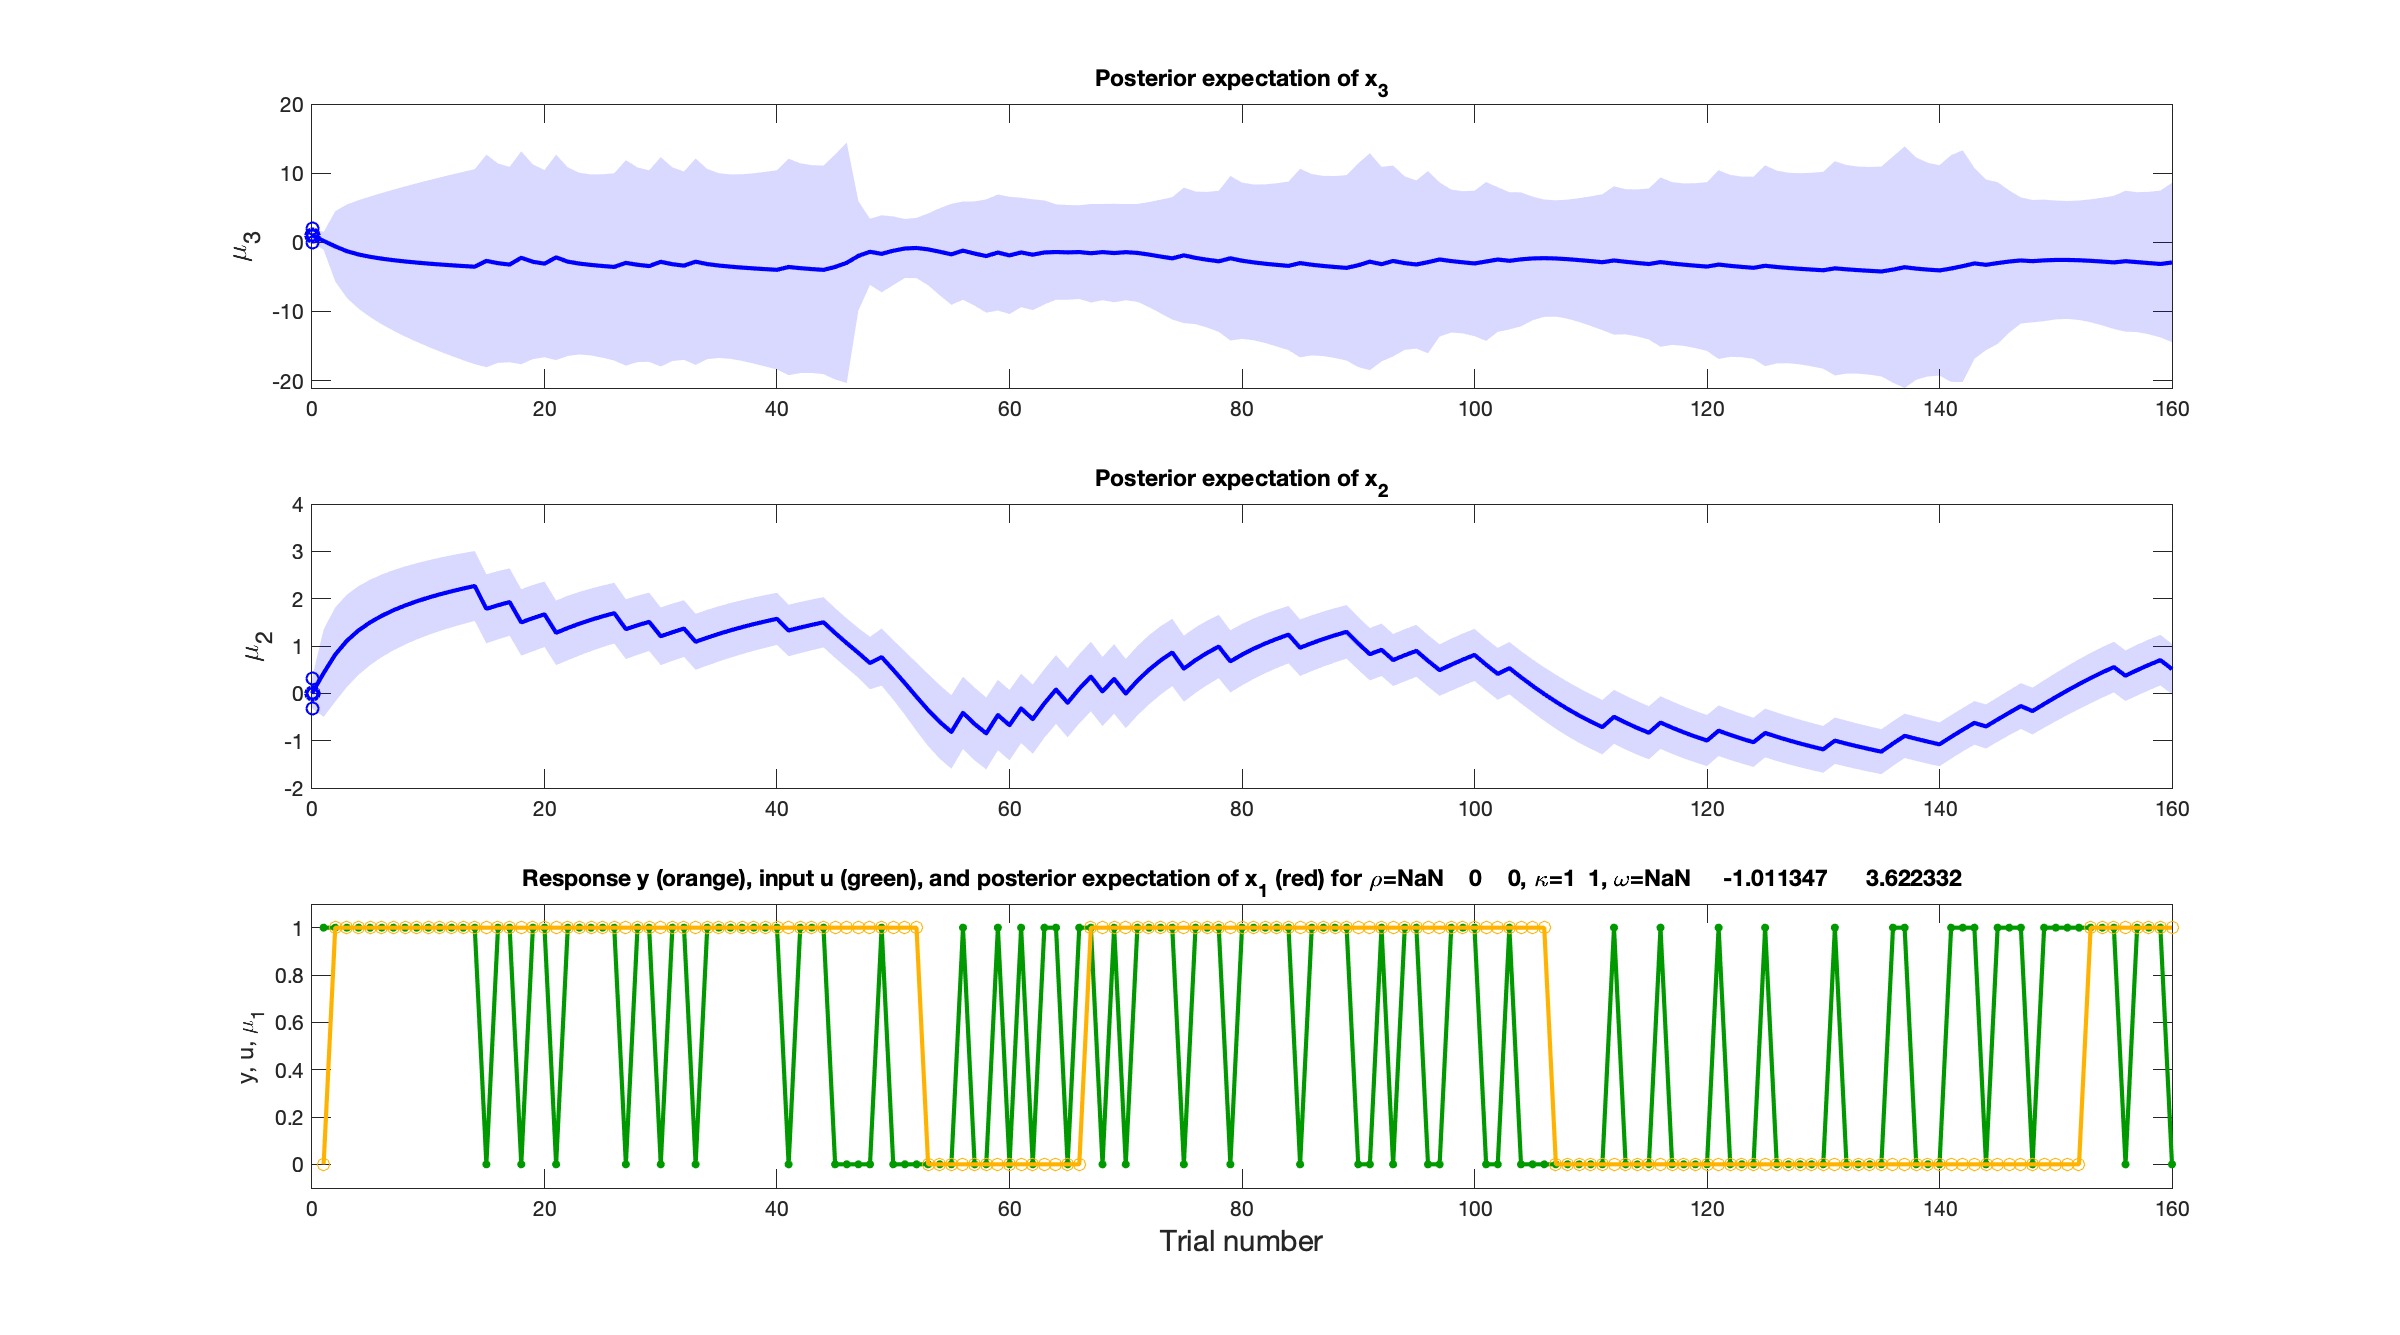 Posterior expectation of x3
μ3
20
10
0
-10
-20
0 20 40 60 80 100 120 140 160
Posterior expectation of x2
μ2
4
3
2
1
0
-1
-2
0 20 40 60 80 100 120 140 160
Response y (orange), input u (green), and posterior expectation of x1 (red) for ρ=NaN 0 0, κ=1 1, ω=NaN -1.011347 3.622332
y, u, μ1
1
0.8
0.6
0.4
0.2
0
0 20 40 60 80 100 120 140 160
Trial number